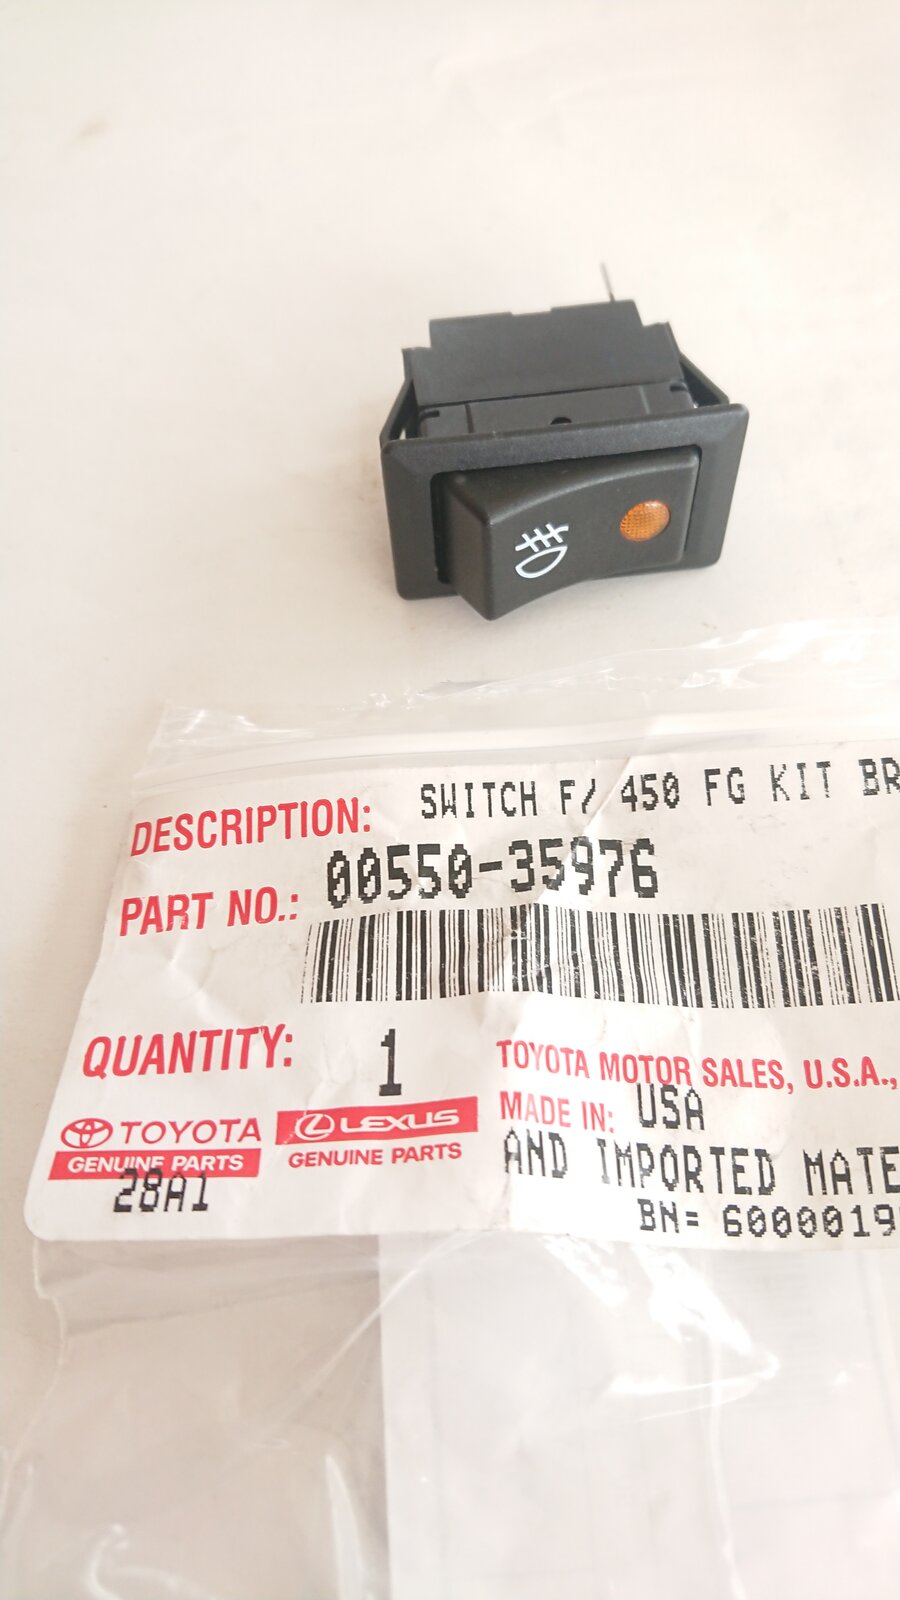 DESCRIPTION: SWITCH F/ 450 FG KIT BR
PART NO.: 00550-35976
QUANTITY: 1
TOYOTA MOTOR SALES, U.S.A.,
MADE IN: USA
AND IMPORTED MATE
BN= 6000019
TOYOTA
GENUINE PARTS
LEXUS
GENUINE PARTS
28A1